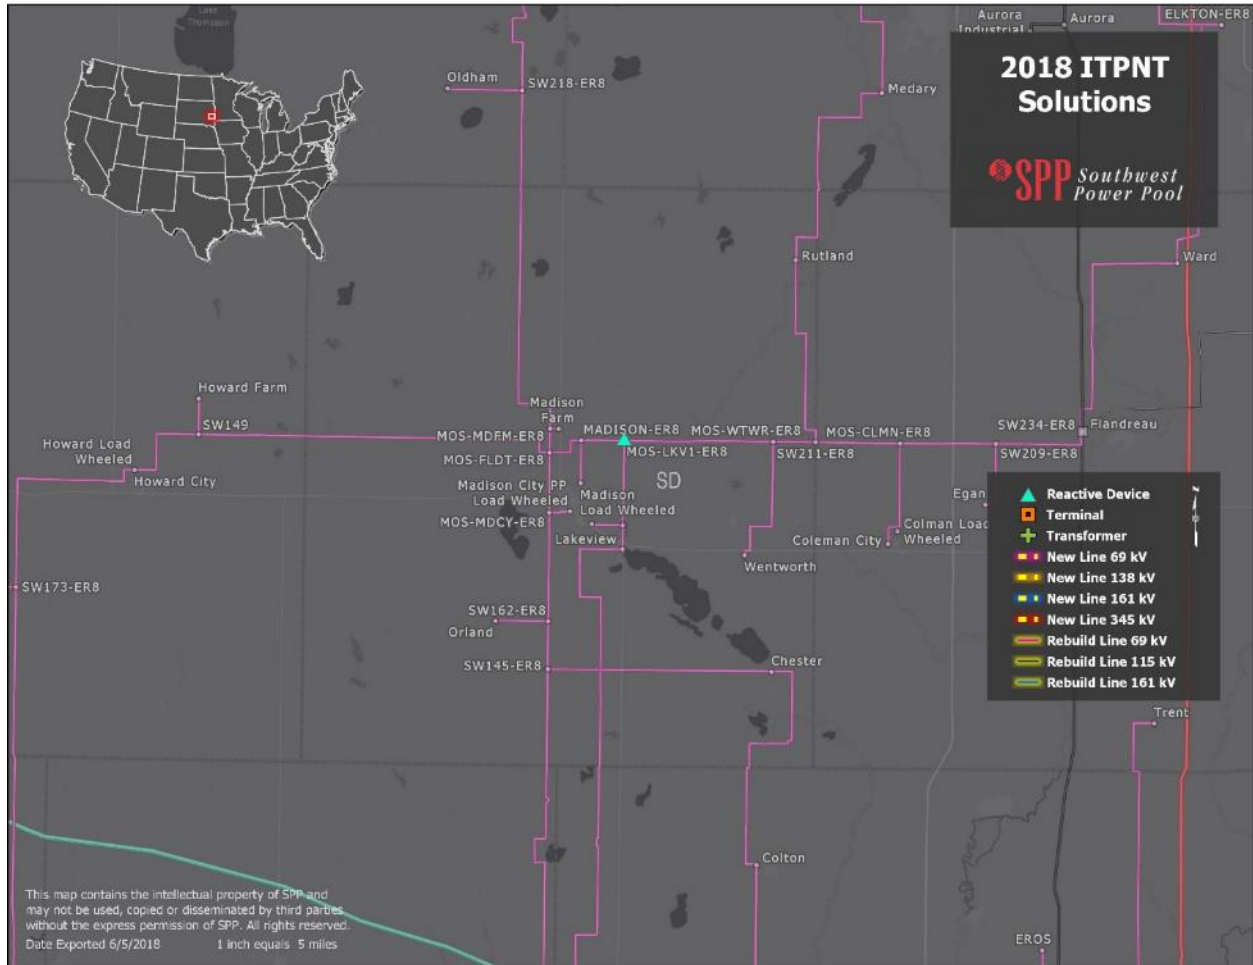 Lake
Thompson
Aurora
Industrial
Aurora
ELKTON-ER8
Oldham
SW218-ER8
Medary
2018 ITPNT
Solutions
SPP Southwest
Power Pool
Rutland
Ward
Howard Farm
SW149
Howard Load
Wheeled
Howard City
Madison
Farm
MOS-MDFM-ER8
MADISON-ER8
MOS-WTWR-ER8
MOS-CLMN-ER8
SW234-ER8
Flandreau
MOS-FLDT-ER8
MOS-LKV1-ER8
SW211-ER8
SW209-ER8
SD
Madison City PP
Load Wheeled
Madison
Load Wheeled
MOS-MDCY-ER8
Lakeview
Wentworth
Coleman City
Colman Load
Wheeled
Egan
Reactive Device
Terminal
Transformer
New Line 69 kV
New Line 138 kV
New Line 161 kV
New Line 345 kV
Rebuild Line 69 kV
Rebuild Line 115 kV
Rebuild Line 161 kV
SW173-ER8
SW162-ER8
Orland
SW145-ER8
Chester
Trent
Colton
EROS
This map contains the intellectual property of SPP and
may not be used, copied or disseminated by third parties
without the express permission of SPP. All rights reserved.
Date Exported 6/5/2018 1 inch equals 5 miles